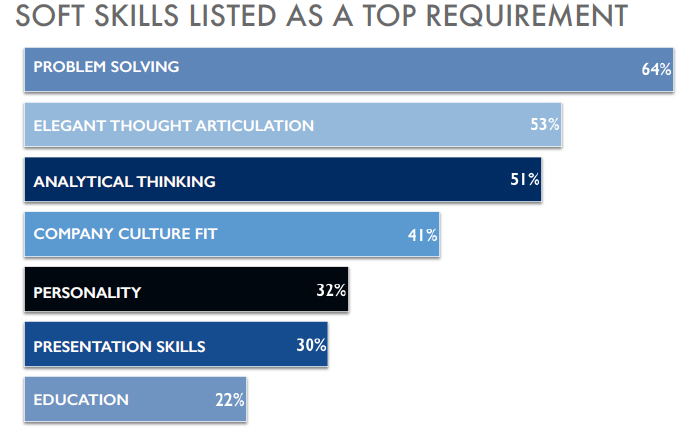 SOFT SKILLS LISTED AS A TOP REQUIREMENT
PROBLEM SOLVING 64%
ELEGANT THOUGHT ARTICULATION 53%
ANALYTICAL THINKING 51%
COMPANY CULTURE FIT 41%
PERSONALITY 32%
PRESENTATION SKILLS 30%
EDUCATION 22%